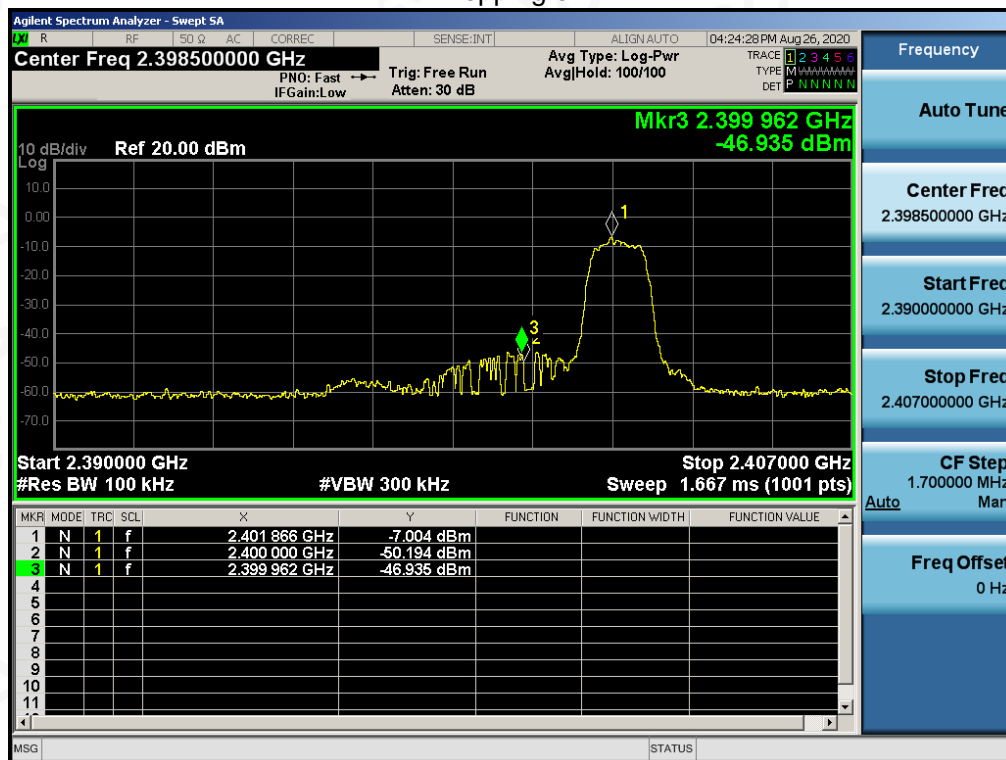 Agilent Spectrum Analyzer - Swept SA
LXI R RF 50 Ω AC CORREC SENSE:INT ALIGN AUTO 04:24:28 PM Aug 26, 2020
Center Freq 2.398500000 GHz
PNO: Fast
IFGain:Low
Trig: Free Run
Atten: 30 dB
Avg Type: Log-Pwr
Avg|Hold: 100/100
TRACE 1 2 3 4 5 6
TYPE M
DET P N N N N N
Mkr3 2.399 962 GHz
-46.935 dBm
10 dB/div Ref 20.00 dBm
Log
10.0
0.00
-10.0
-20.0
-30.0
-40.0
-50.0
-60.0
-70.0
1
3
2
Start 2.390000 GHz Stop 2.407000 GHz
#Res BW 100 kHz #VBW 300 kHz Sweep 1.667 ms (1001 pts)
MKR MODE TRC SCL X Y FUNCTION FUNCTION WIDTH FUNCTION VALUE
1 N 1 f 2.401 866 GHz -7.004 dBm
2 N 1 f 2.400 000 GHz -50.194 dBm
3 N 1 f 2.399 962 GHz -46.935 dBm
4
5
6
7
8
9
10
11
MSG STATUS
Frequency
Auto Tune
Center Freq
2.398500000 GHz
Start Freq
2.390000000 GHz
Stop Freq
2.407000000 GHz
CF Step
1.700000 MHz
Auto Man
Freq Offset
0 Hz